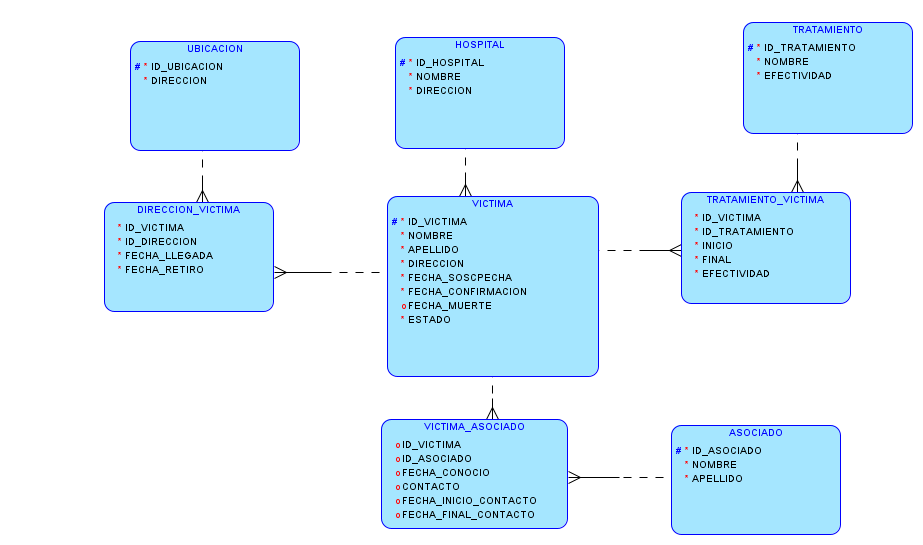 UBICACION
# * ID_UBICACION
* DIRECCION
HOSPITAL
# * ID_HOSPITAL
* NOMBRE
* DIRECCION
TRATAMIENTO
# * ID_TRATAMIENTO
* NOMBRE
* EFECTIVIDAD
DIRECCION_VICTIMA
* ID_VICTIMA
* ID_DIRECCION
* FECHA_LLEGADA
* FECHA_RETIRO
VICTIMA
# * ID_VICTIMA
* NOMBRE
* APELLIDO
* DIRECCION
* FECHA_SOSCPECHA
* FECHA_CONFIRMACION
o FECHA_MUERTE
* ESTADO
TRATAMIENTO_VICTIMA
* ID_VICTIMA
* ID_TRATAMIENTO
* INICIO
* FINAL
* EFECTIVIDAD
VICTIMA_ASOCIADO
o ID_VICTIMA
o ID_ASOCIADO
o FECHA_CONOCIO
o CONTACTO
o FECHA_INICIO_CONTACTO
o FECHA_FINAL_CONTACTO
ASOCIADO
# * ID_ASOCIADO
* NOMBRE
* APELLIDO